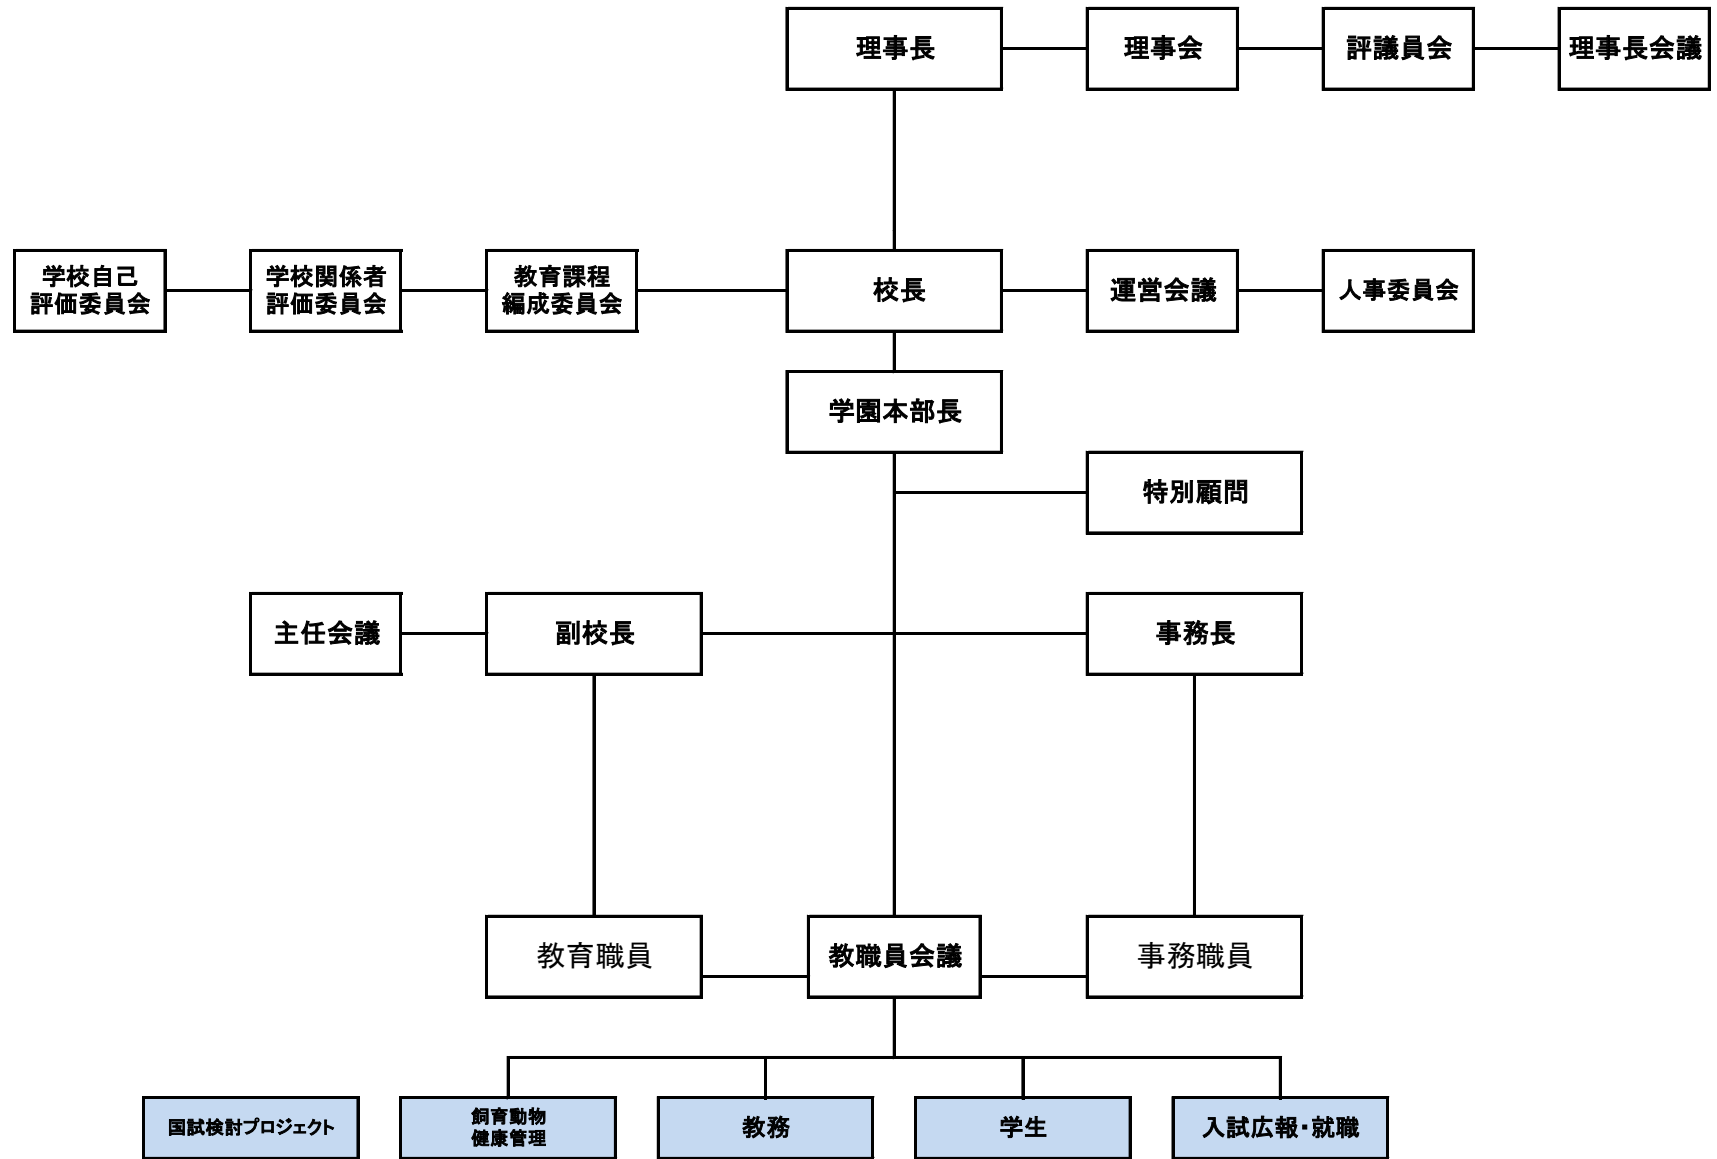 理事長
理事会
評議員会
理事長会議
学校自己
評価委員会
学校関係者
評価委員会
教育課程
編成委員会
校長
運営会議
人事委員会
学園本部長
特別顧問
主任会議
副校長
事務長
教育職員
教職員会議
事務職員
国試検討プロジェクト
飼育動物
健康管理
教務
学生
入試広報・就職